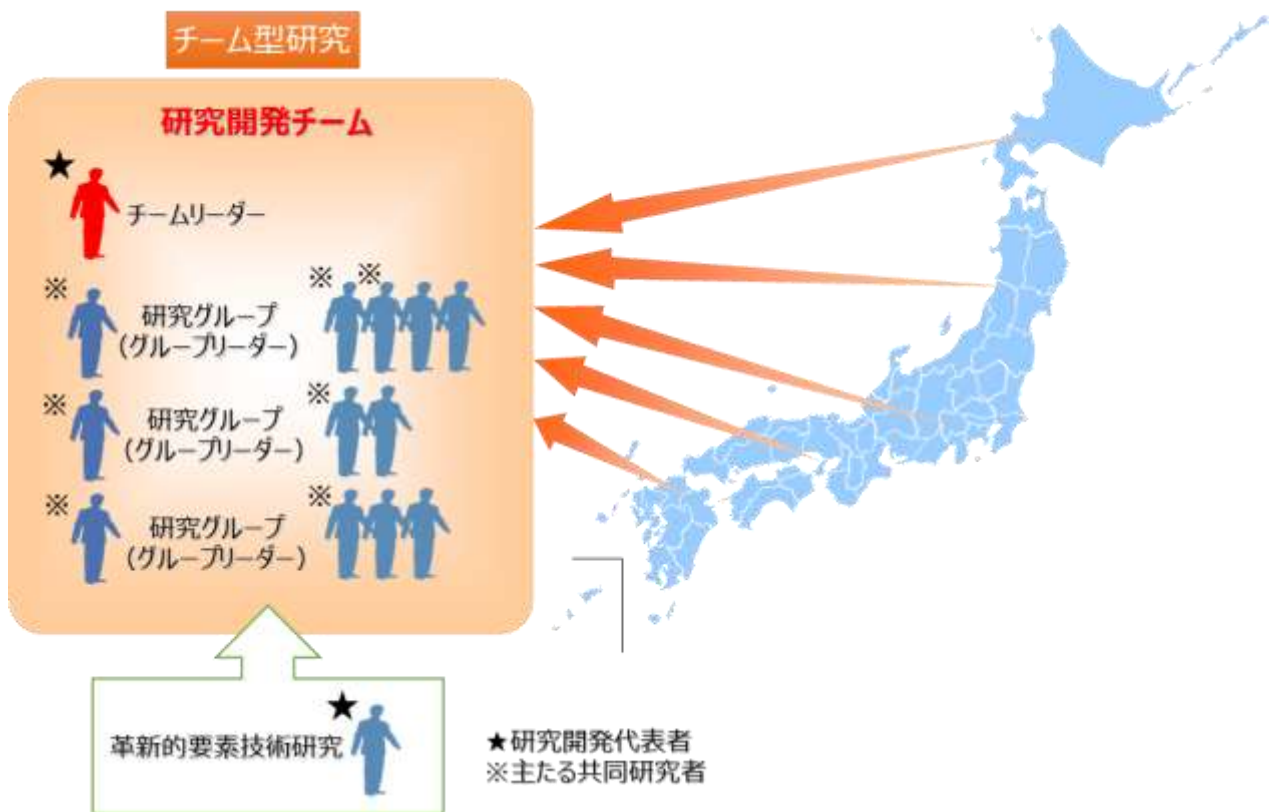 チーム型研究
研究開発チーム
★
チームリーダー
※
研究グループ
(グループリーダー)
※ ※
※
研究グループ
(グループリーダー)
※
※
研究グループ
(グループリーダー)
※
革新的要素技術研究
★
★研究開発代表者
※主たる共同研究者